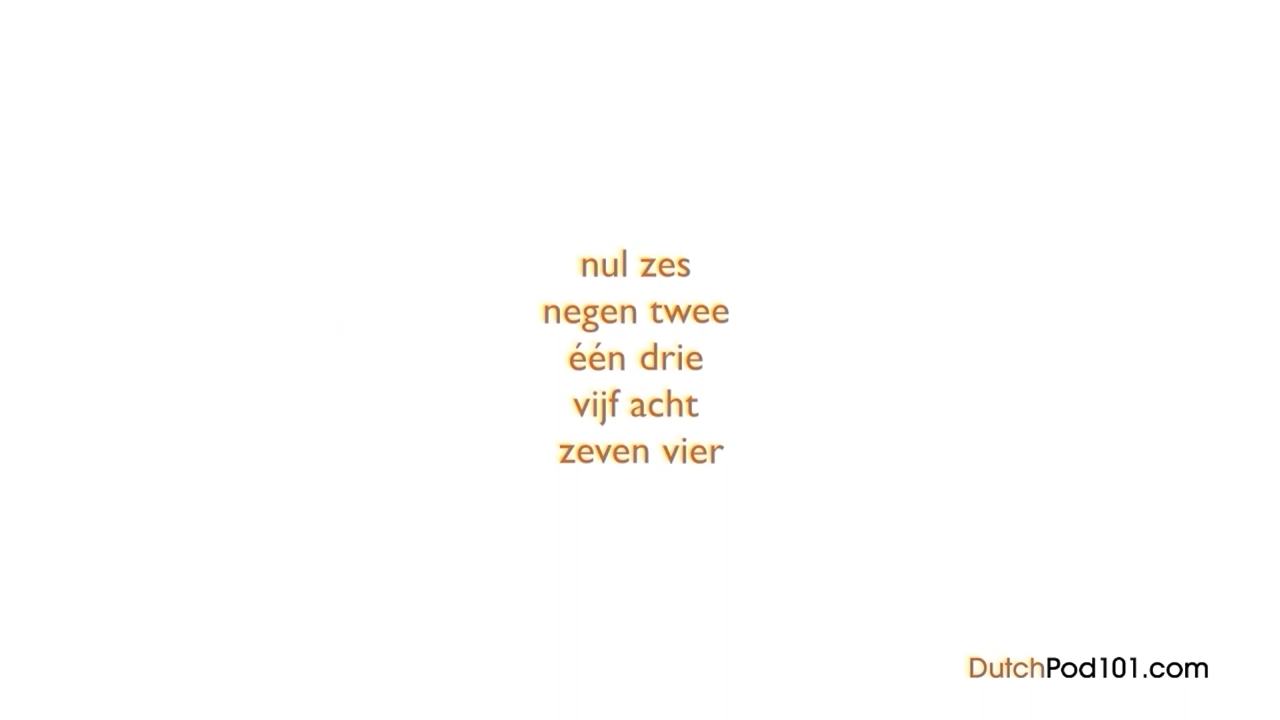 nul zes
negen twee
één drie
vijf acht
zeven vier
DutchPod101.com